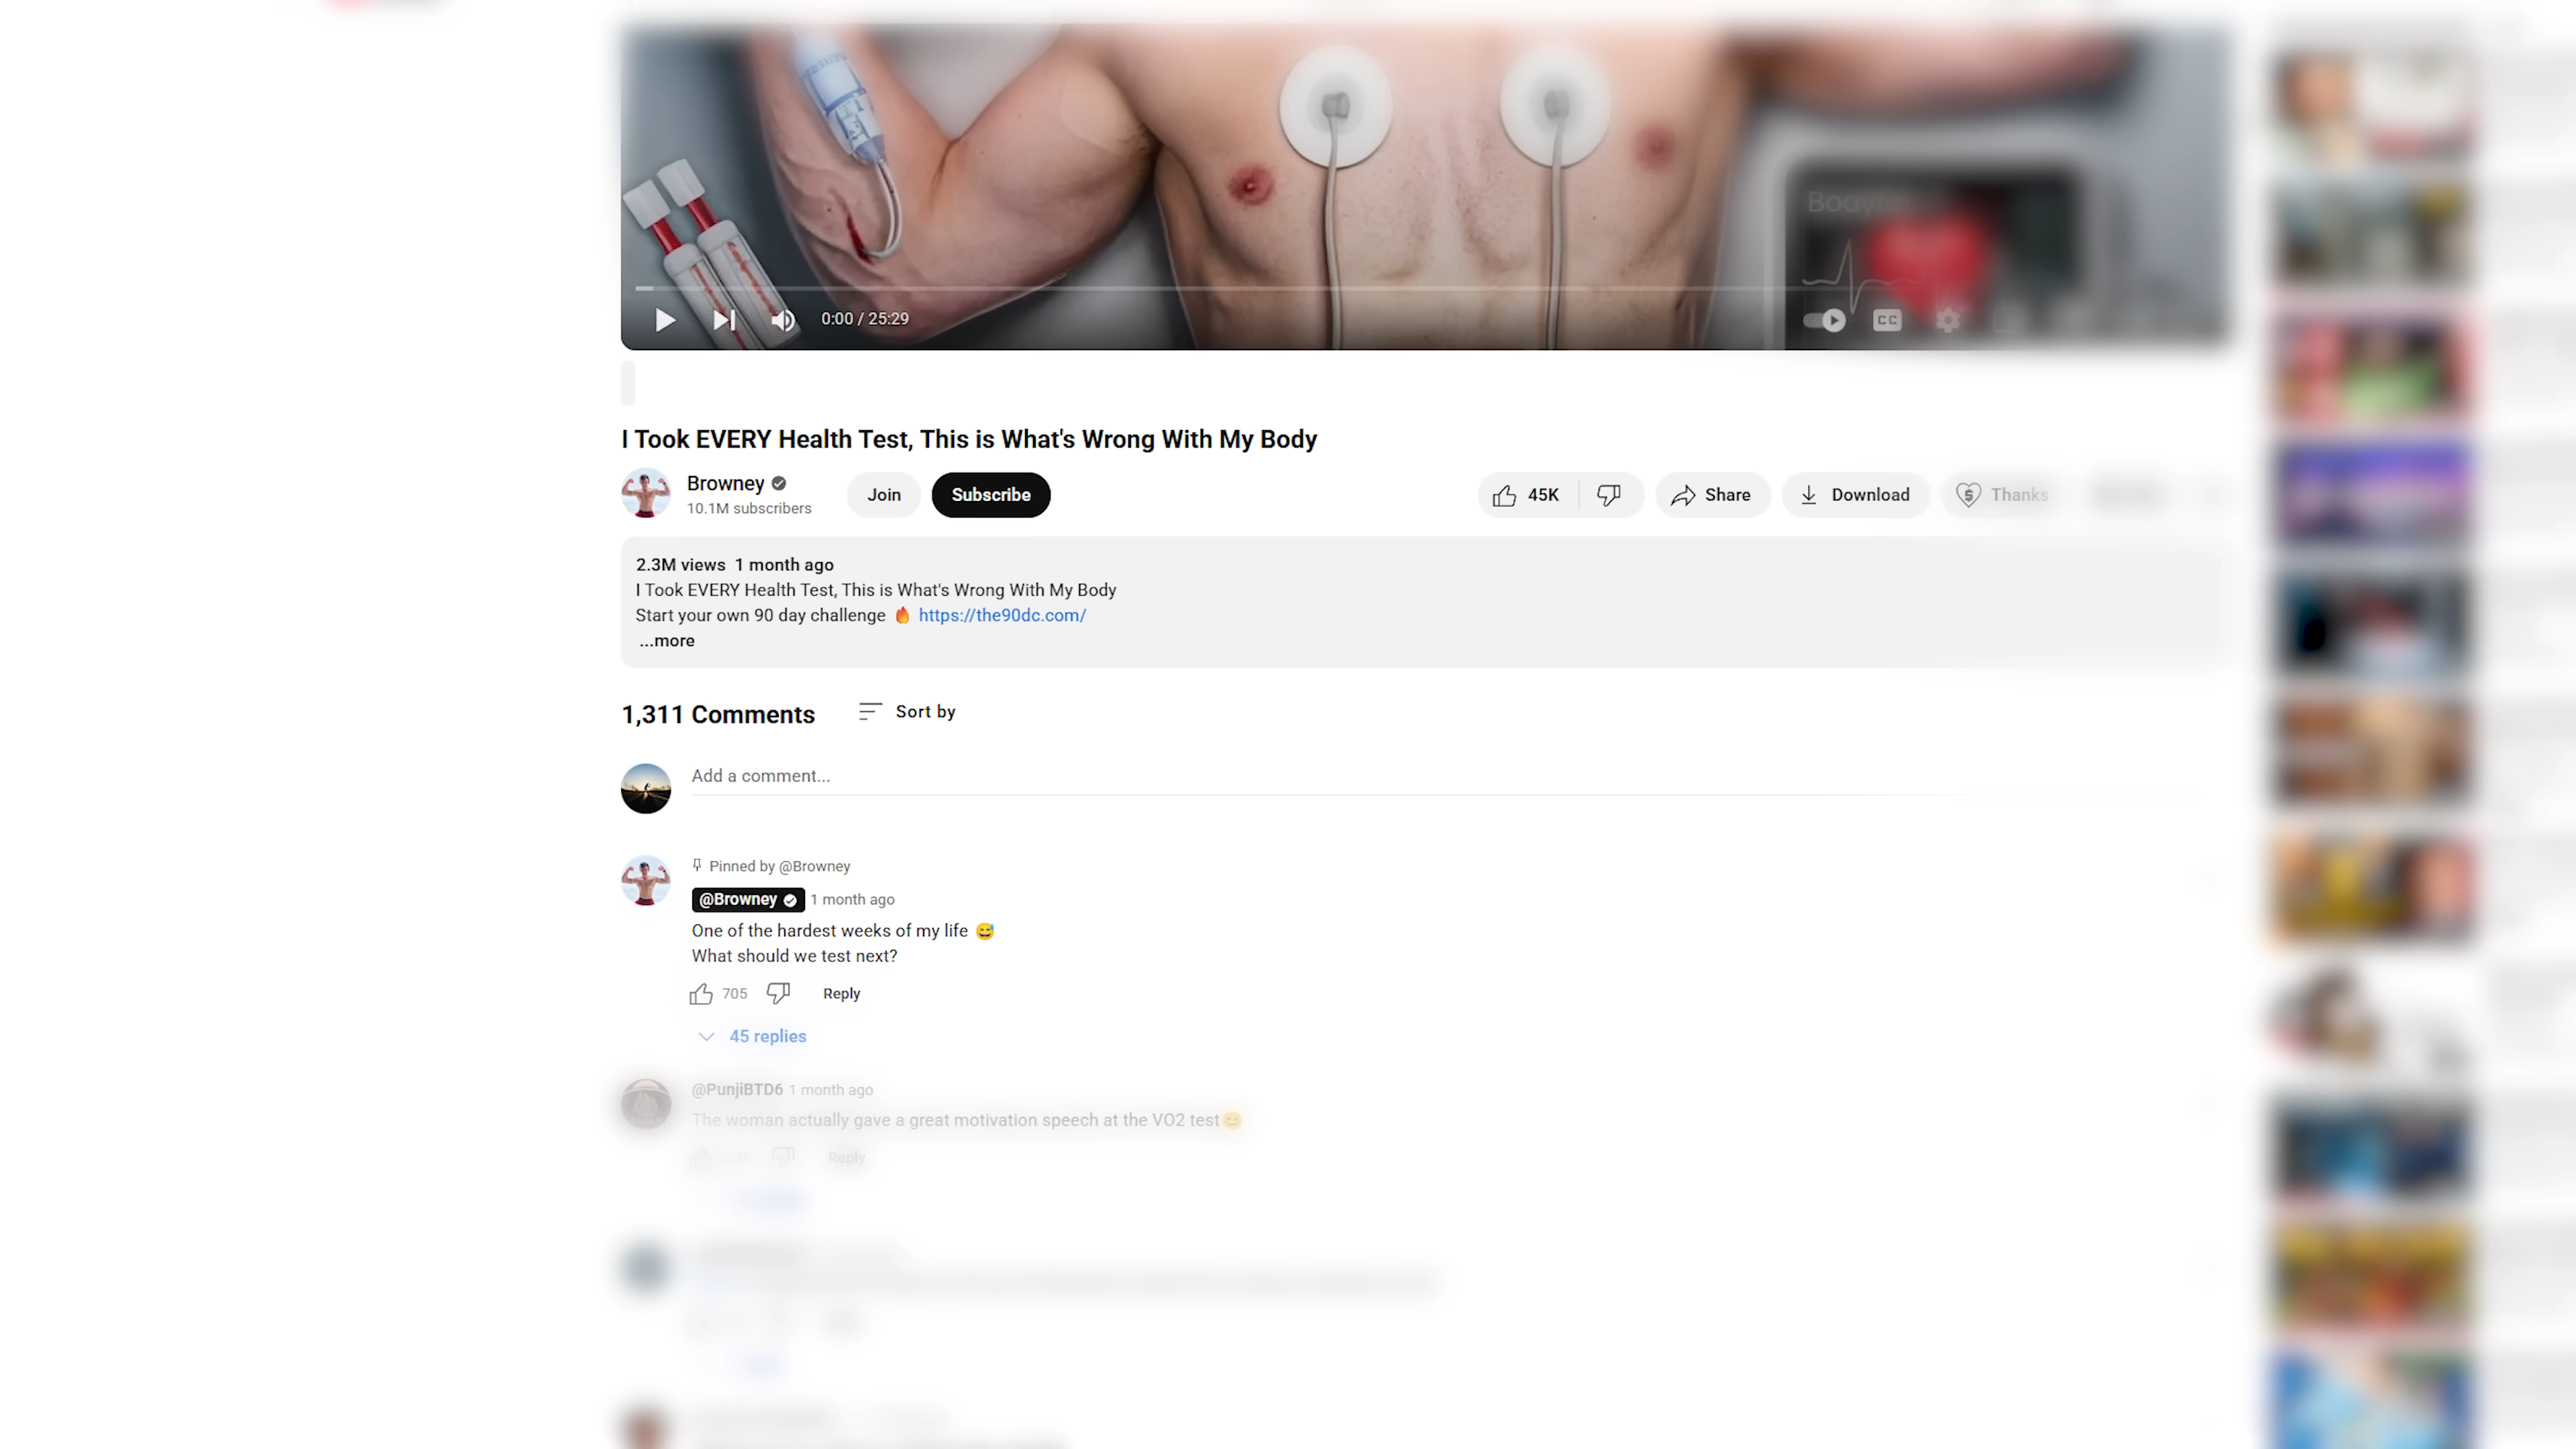 0:00 / 25:29
CC
I Took EVERY Health Test, This is What's Wrong With My Body
Browney
10.1M subscribers
Join
Subscribe
45K
Share
Download
Thanks
2.3M views 1 month ago
I Took EVERY Health Test, This is What's Wrong With My Body
Start your own 90 day challenge 🔥 https://the90dc.com/
...more
1,311 Comments
Sort by
Add a comment...
Pinned by @Browney
@Browney 1 month ago
One of the hardest weeks of my life 😅
What should we test next?
705
Reply
45 replies
@PunjiBTD6 1 month ago
The woman actually gave a great motivation speech at the VO2 test😊
Reply